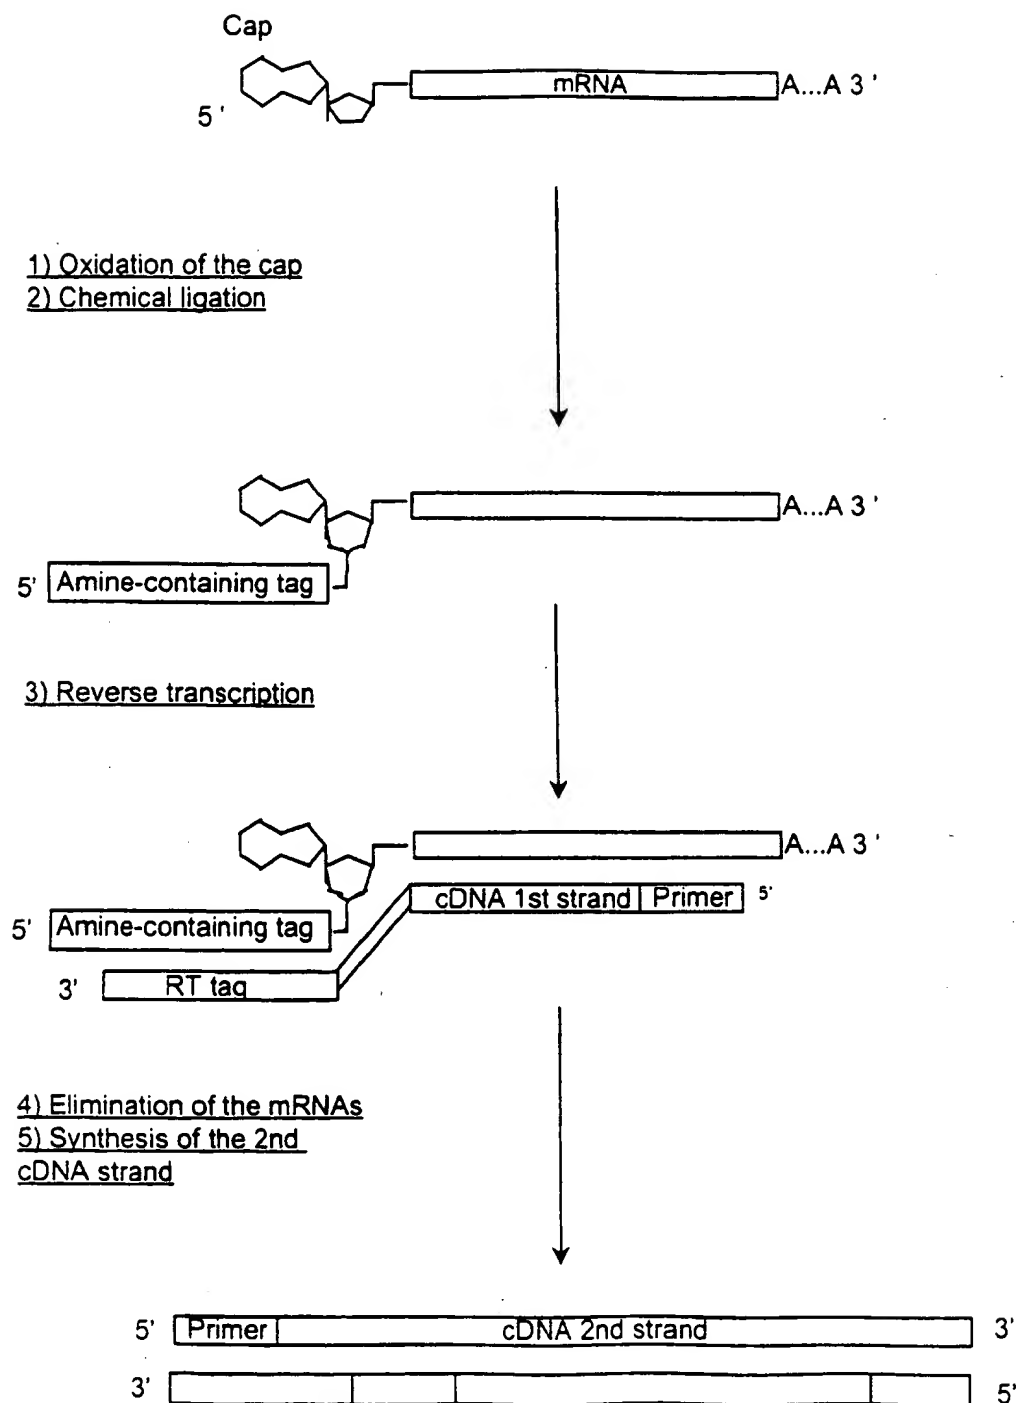 Cap
mRNA
A...A 3 '
5 '
1) Oxidation of the cap
2) Chemical ligation
A...A 3 '
5' Amine-containing tag
3) Reverse transcription
A...A 3 '
cDNA 1st strand Primer 5'
5' Amine-containing tag
3' RT tag
4) Elimination of the mRNAs
5) Synthesis of the 2nd
cDNA strand
5' Primer cDNA 2nd strand 3'
3' 5'